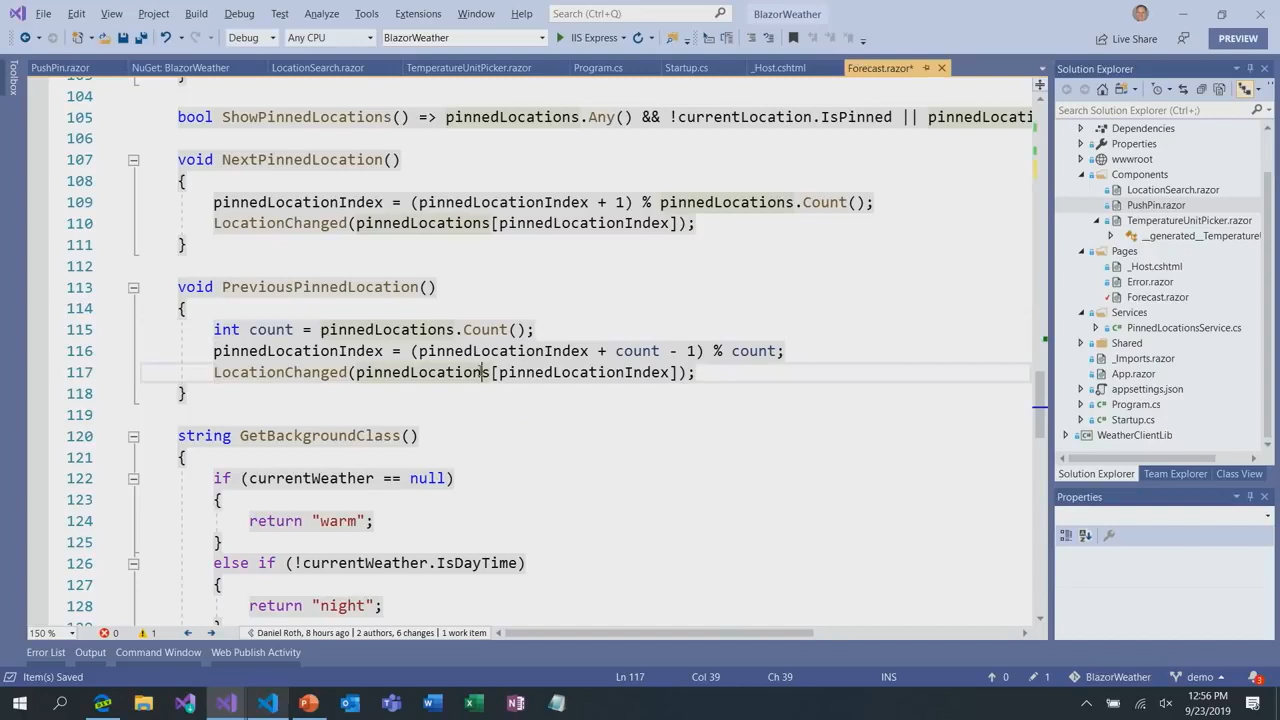 File Edit View Project Build Debug Test Analyze Tools Extensions Window Help Search (Ctrl+Q) BlazorWeather
Debug Any CPU BlazorWeather IIS Express Live Share PREVIEW
Toolbox
PushPin.razor NuGet: BlazorWeather LocationSearch.razor TemperatureUnitPicker.razor Program.cs Startup.cs _Host.cshtml Forecast.razor*
104
105 bool ShowPinnedLocations() => pinnedLocations.Any() && !currentLocation.IsPinned || pinnedLocati
106
107 void NextPinnedLocation()
108 {
109 pinnedLocationIndex = (pinnedLocationIndex + 1) % pinnedLocations.Count();
110 LocationChanged(pinnedLocations[pinnedLocationIndex]);
111 }
112
113 void PreviousPinnedLocation()
114 {
115 int count = pinnedLocations.Count();
116 pinnedLocationIndex = (pinnedLocationIndex + count - 1) % count;
117 LocationChanged(pinnedLocations[pinnedLocationIndex]);
118 }
119
120 string GetBackgroundClass()
121 {
122 if (currentWeather == null)
123 {
124 return "warm";
125 }
126 else if (!currentWeather.IsDayTime)
127 {
128 return "night";
150 % 0 1 Daniel Roth, 8 hours ago | 2 authors, 6 changes | 1 work item
Solution Explorer
Search Solution Explorer (Ctrl+;)
Dependencies
Properties
wwwroot
Components
LocationSearch.razor
PushPin.razor
TemperatureUnitPicker.razor
__generated__Temperature
Pages
_Host.cshtml
Error.razor
Forecast.razor
Services
PinnedLocationsService.cs
Shared
_Imports.razor
App.razor
appsettings.json
Program.cs
Startup.cs
WeatherClientLib
Solution Explorer Team Explorer Class View
Properties
Error List Output Command Window Web Publish Activity
Item(s) Saved Ln 117 Col 39 Ch 39 INS 0 1 BlazorWeather demo 3
12:56 PM
9/23/2019